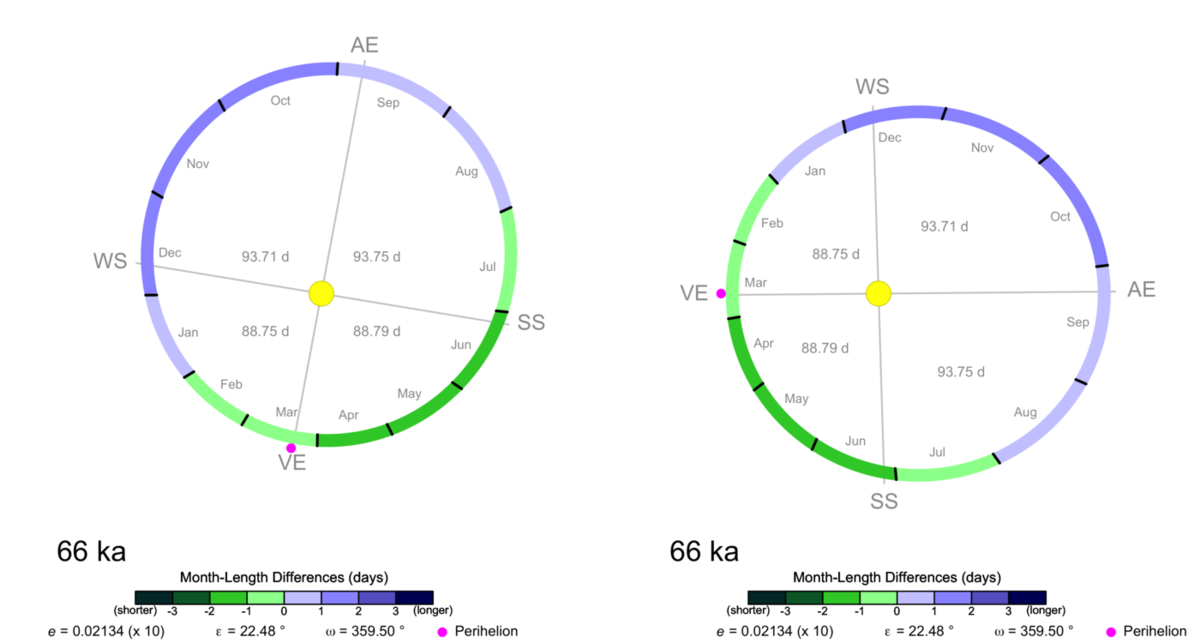 AE
Oct
Sep
Nov
Aug
WS
Dec
93.71 d
93.75 d
Jul
SS
Jan
88.75 d
88.79 d
Jun
Feb
May
Mar
Apr
VE
66 ka
Month-Length Differences (days)
(shorter) -3 -2 -1 0 1 2 3 (longer)
e = 0.02134 (x 10) ε = 22.48 ° ω = 359.50 ° Perihelion
WS
Dec
Nov
Jan
Feb
Oct
93.71 d
88.75 d
VE
Mar
AE
Sep
Apr
88.79 d
93.75 d
May
Aug
Jun
Jul
SS
66 ka
Month-Length Differences (days)
(shorter) -3 -2 -1 0 1 2 3 (longer)
e = 0.02134 (x 10) ε = 22.48 ° ω = 359.50 ° Perihelion